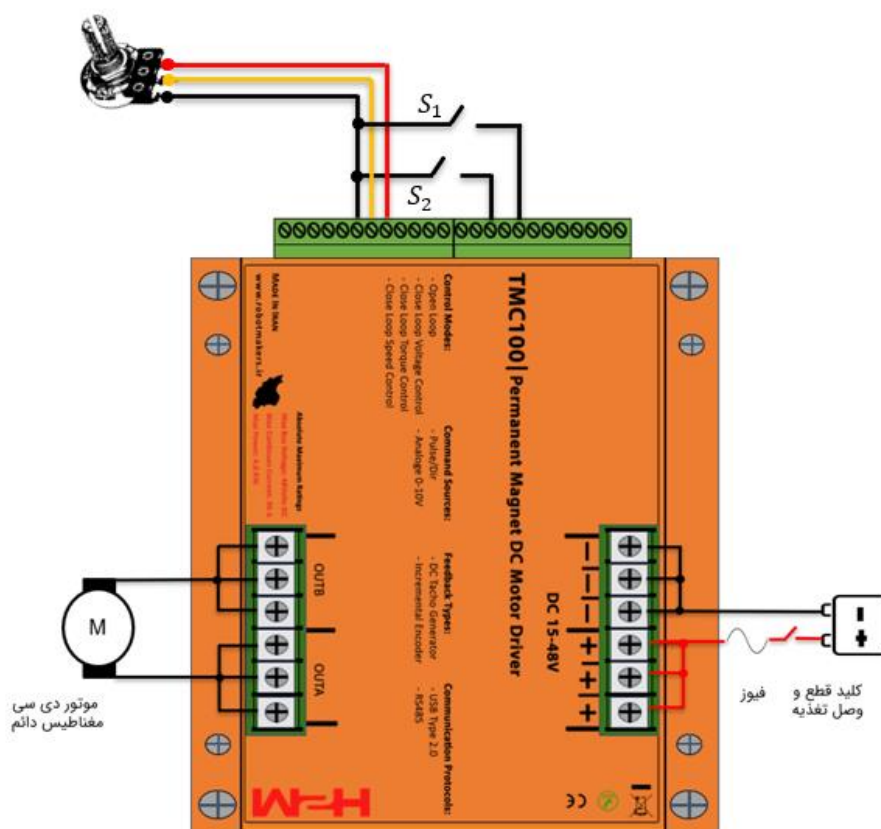 S₁
S₂
TMC100| Permanent Magnet DC Motor Driver
DC 15-48V
Control Modes:
- Open Loop
- Close Loop Voltage Control
- Close Loop Torque Control
- Close Loop Speed Control
Command Sources:
- Pulse/Dir
- Analoge 0-10V
Feedback Types:
- DC Tacho Generator
- Incremental Encoder
Communication Protocols:
- USB Type 2.0
- RS485
MADE IN IRAN
www.robotmakers.ir
Absolute Maximum Ratings
OUTB
OUTA
−
−
−
+
+
+
M
موتور دی سی
مغناطیس دائم
فیوز
کلید قطع و
وصل تغذیه
-
+
CE